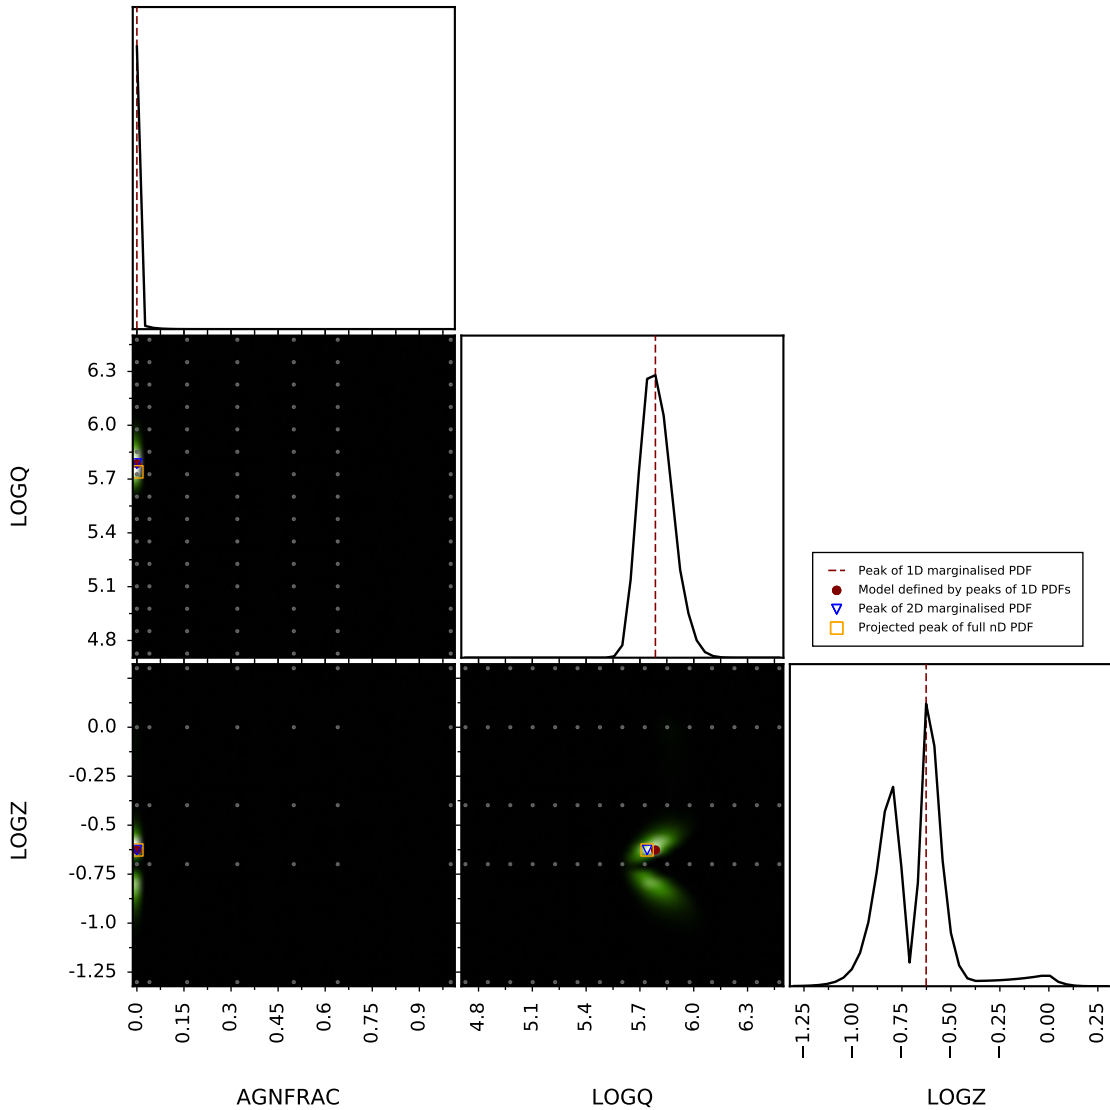 6.3
6.0
5.7
5.4
5.1
4.8
LOGQ
Peak of 1D marginalised PDF
Model defined by peaks of 1D PDFs
Peak of 2D marginalised PDF
Projected peak of full nD PDF
0.0
-0.25
-0.5
-0.75
-1.0
-1.25
LOGZ
0.0 0.15 0.3 0.45 0.6 0.75 0.9
4.8 5.1 5.4 5.7 6.0 6.3
−1.25 −1.00 −0.75 −0.50 −0.25 0.00 0.25
AGNFRAC LOGQ LOGZ